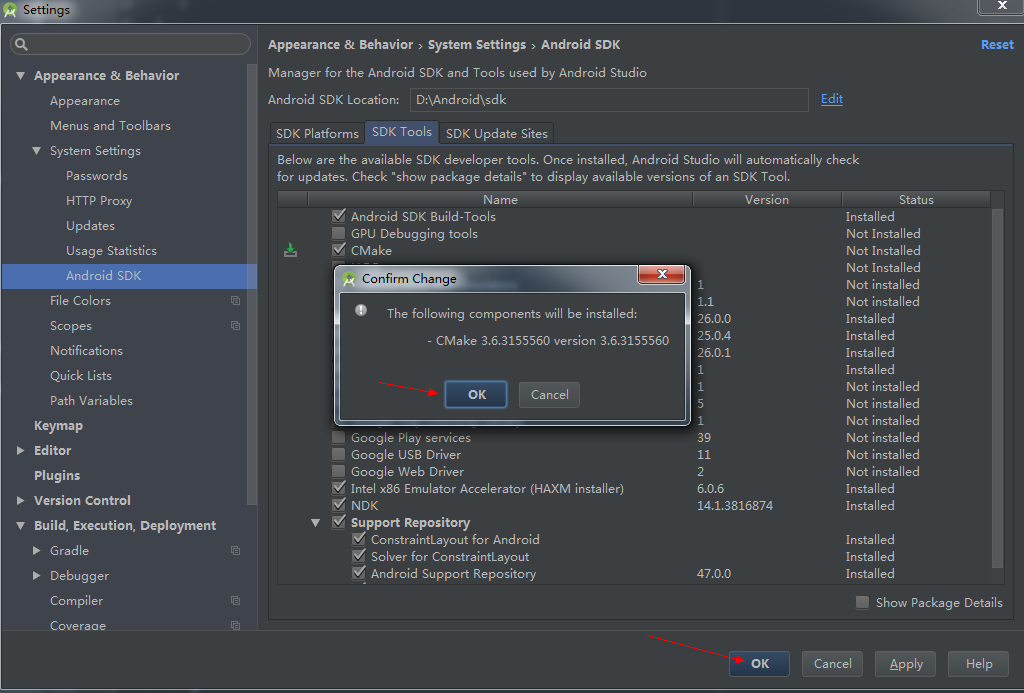 Settings
Appearance & Behavior › System Settings › Android SDK
Reset
Manager for the Android SDK and Tools used by Android Studio
Android SDK Location: D:\Android\sdk Edit
SDK Platforms SDK Tools SDK Update Sites
Below are the available SDK developer tools. Once installed, Android Studio will automatically check
for updates. Check "show package details" to display available versions of an SDK Tool.
Name Version Status
Android SDK Build-Tools Installed
GPU Debugging tools Not Installed
CMake Not Installed
Not Installed
1 Not installed
1.1 Not installed
26.0.0 Installed
25.0.4 Installed
26.0.1 Installed
1 Installed
1 Not installed
5 Not installed
1 Not installed
Google Play services 39 Not installed
Google USB Driver 11 Not installed
Google Web Driver 2 Not installed
Intel x86 Emulator Accelerator (HAXM installer) 6.0.6 Installed
NDK 14.1.3816874 Installed
Support Repository
ConstraintLayout for Android Installed
Solver for ConstraintLayout Installed
Android Support Repository 47.0.0 Installed
Show Package Details
Appearance & Behavior
Appearance
Menus and Toolbars
System Settings
Passwords
HTTP Proxy
Updates
Usage Statistics
Android SDK
File Colors
Scopes
Notifications
Quick Lists
Path Variables
Keymap
Editor
Plugins
Version Control
Build, Execution, Deployment
Gradle
Debugger
Compiler
Coverage
Confirm Change
The following components will be installed:
- CMake 3.6.3155560 version 3.6.3155560
OK Cancel
OK Cancel Apply Help